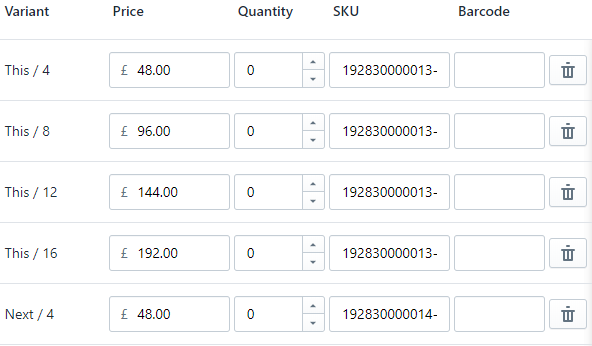 Variant Price Quantity SKU Barcode
This / 4 £ 48.00 0 192830000013-
This / 8 £ 96.00 0 192830000013-
This / 12 £ 144.00 0 192830000013-
This / 16 £ 192.00 0 192830000013-
Next / 4 £ 48.00 0 192830000014-